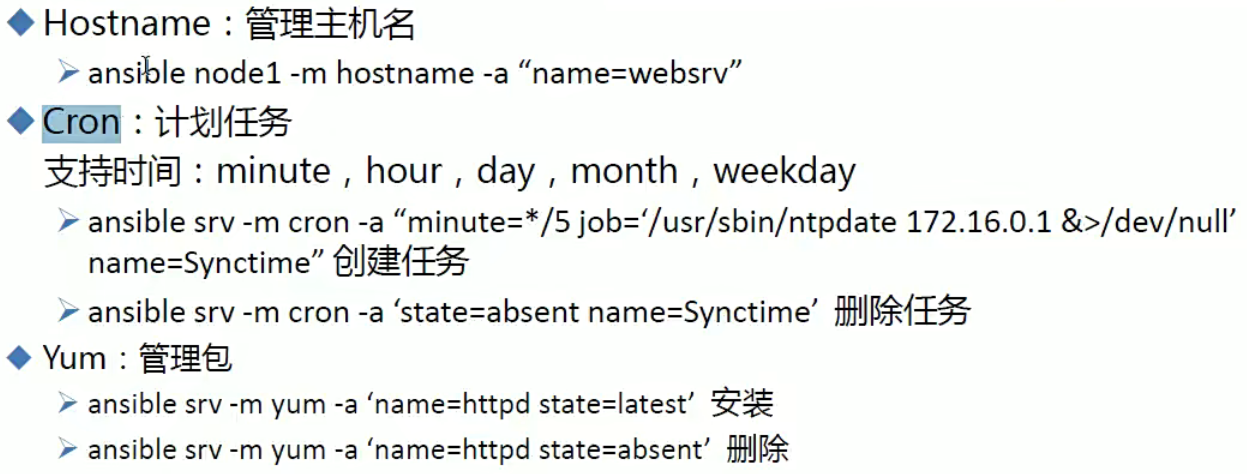 Hostname：管理主机名
ansible node1 -m hostname -a “name=websrv”
Cron：计划任务
支持时间：minute，hour，day，month，weekday
ansible srv -m cron -a “minute=*/5 job=‘/usr/sbin/ntpdate 172.16.0.1 &>/dev/null’
name=Synctime” 创建任务
ansible srv -m cron -a ‘state=absent name=Synctime’ 删除任务
Yum：管理包
ansible srv -m yum -a ‘name=httpd state=latest’ 安装
ansible srv -m yum -a ‘name=httpd state=absent’ 删除